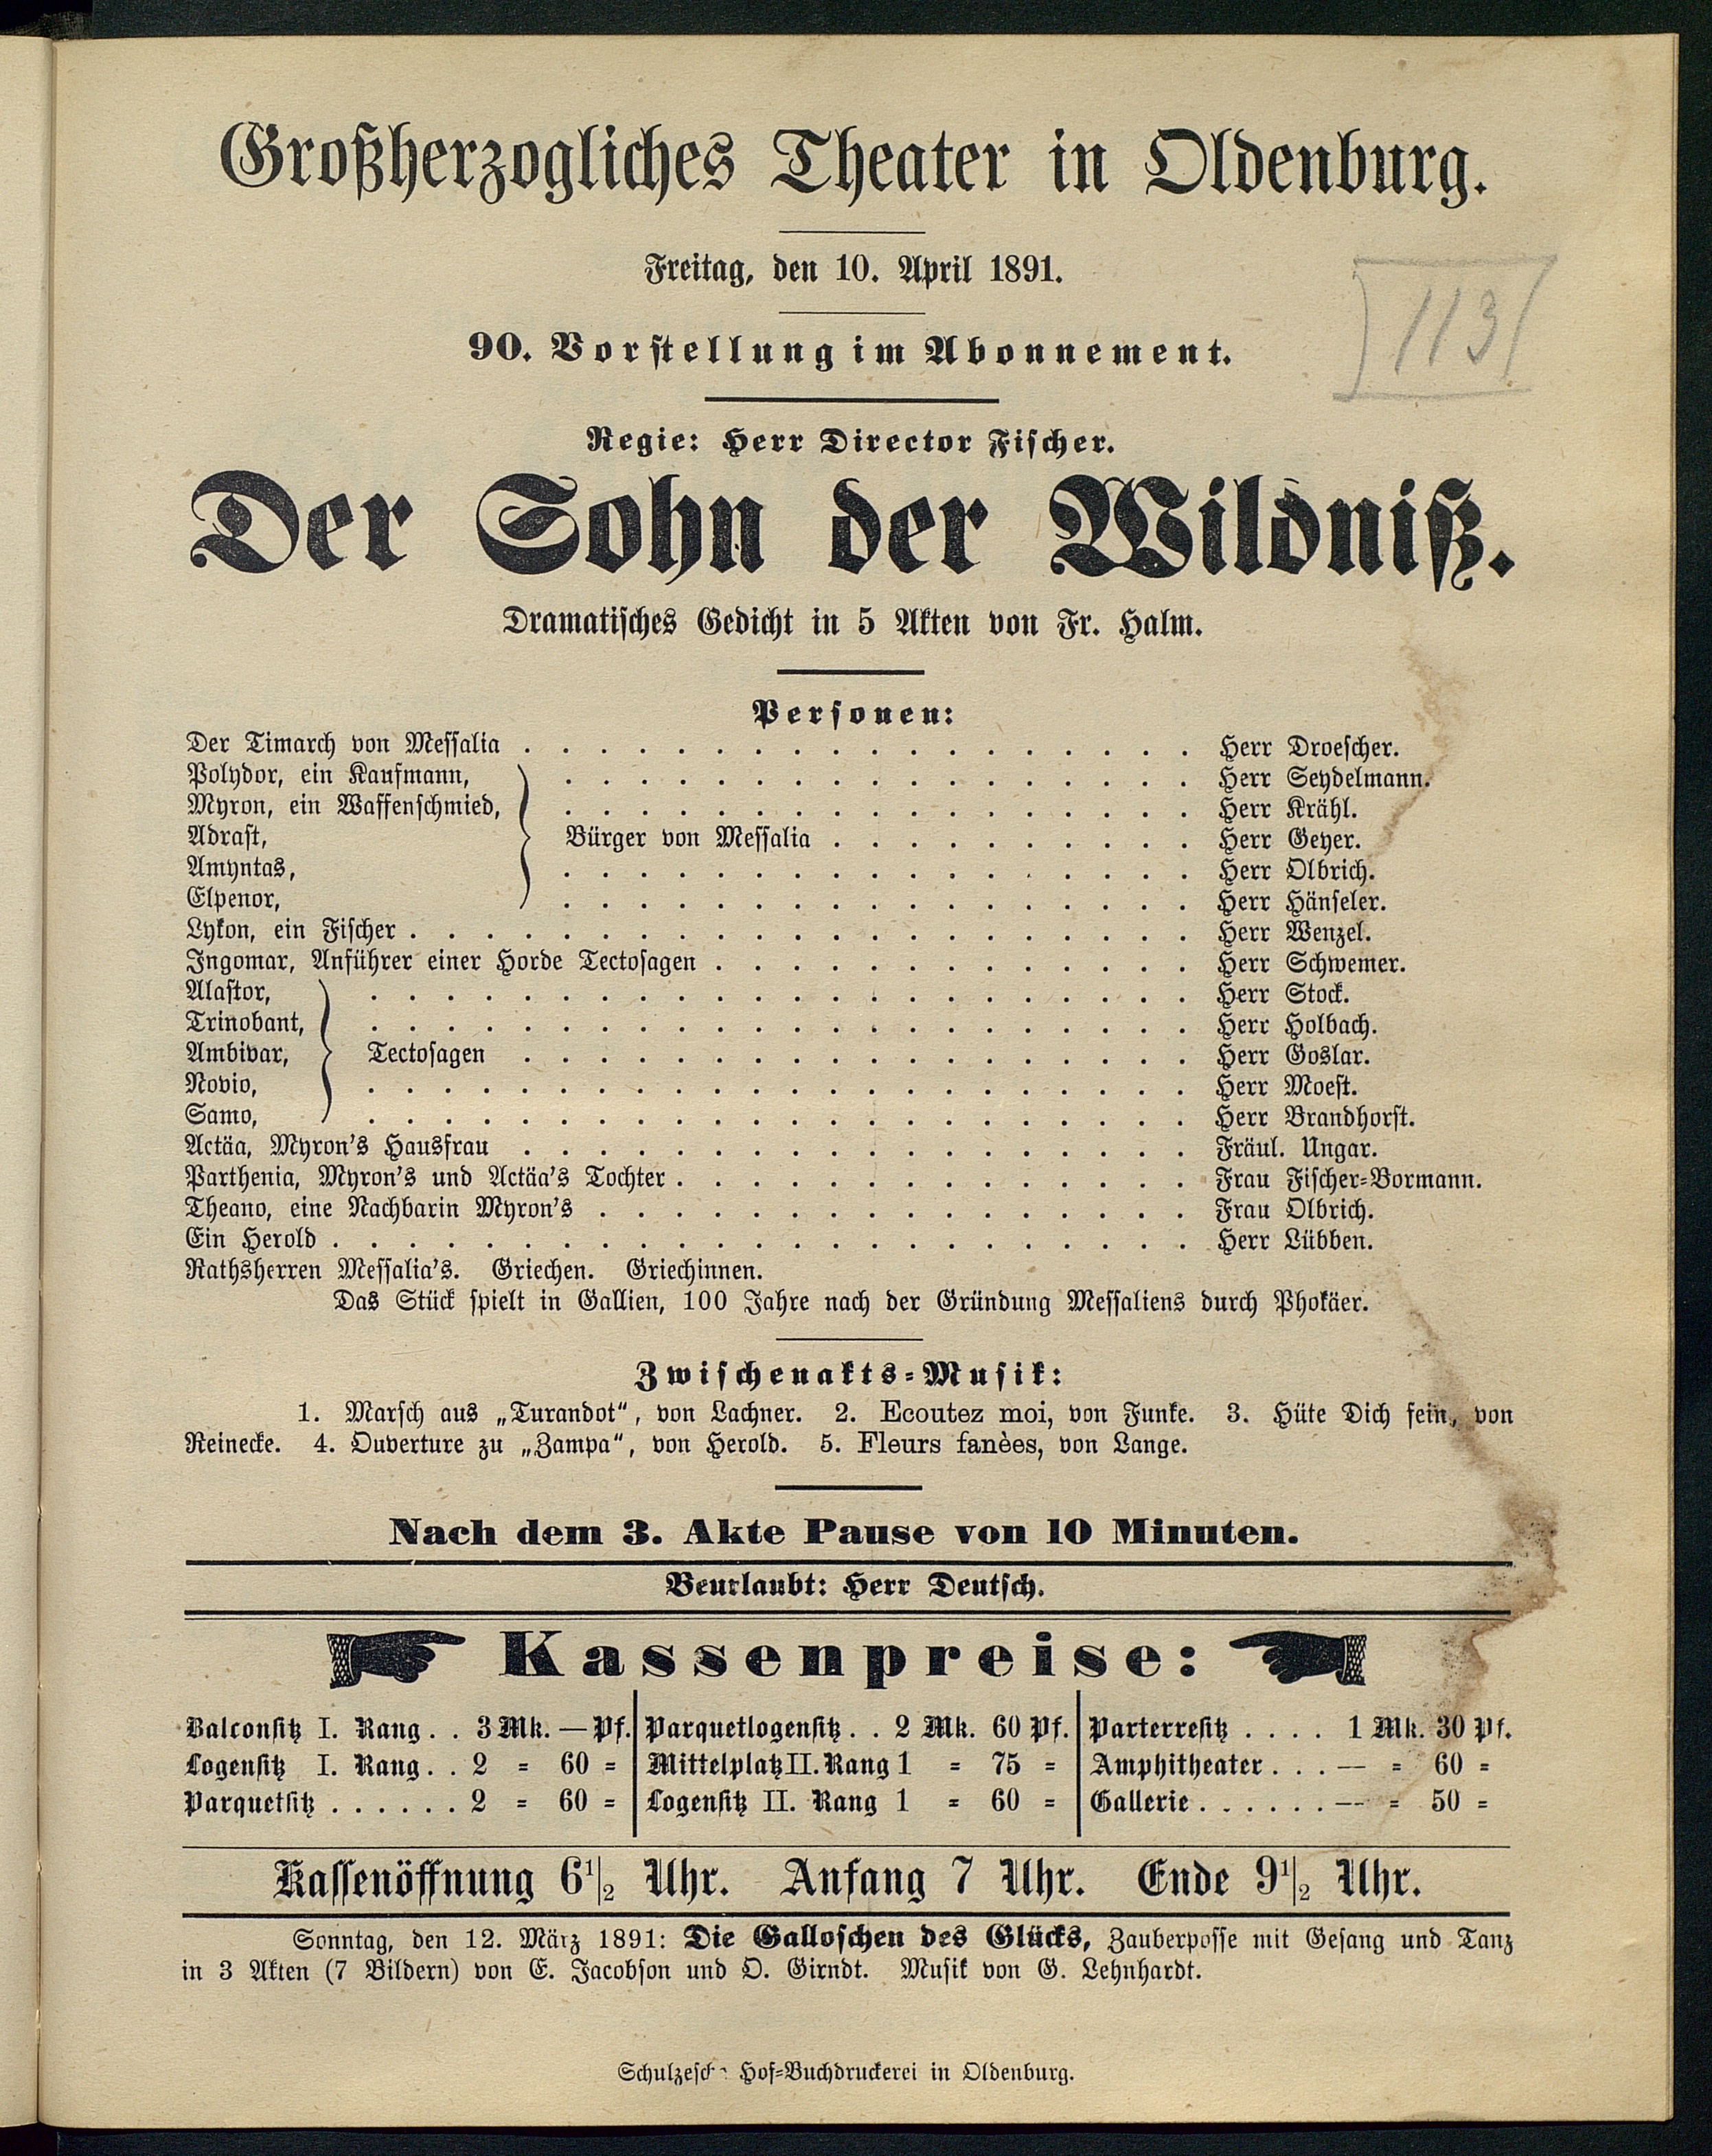 Großherzogliches Theater in Oldenburg.
Freitag, den 10. April 1891.
113
90. Vorstellung im Abonnement.
Regie: Herr Director Fischer.
Der Sohn der Wildniß.
Dramatisches Gedicht in 5 Akten von Fr. Halm.
Personen:
Der Timarch von Messalia . . . . . . . . . . . . . . . . . . Herr Droescher.
Polydor, ein Kaufmann, . . . . . . . . . . . . . . . . . Herr Seydelmann.
Myron, ein Waffenschmied, . . . . . . . . . . . . . . . . . Herr Krähl.
Adrast, } Bürger von Messalia . . . . . . . . . . Herr Geyer.
Amyntas, . . . . . . . . . . . . . . . . . Herr Olbrich.
Elpenor, . . . . . . . . . . . . . . . . . Herr Hänseler.
Lykon, ein Fischer . . . . . . . . . . . . . . . . . . . . . Herr Wenzel.
Ingomar, Anführer einer Horde Tectosagen . . . . . . . . . . . . . Herr Schwemer.
Alastor, . . . . . . . . . . . . . . . . . . . . . . Herr Stock.
Trinobant, . . . . . . . . . . . . . . . . . . . . . . Herr Holbach.
Ambivar, } Tectosagen . . . . . . . . . . . . . . . . . . Herr Goslar.
Novio, . . . . . . . . . . . . . . . . . . . . . . Herr Moest.
Samo, . . . . . . . . . . . . . . . . . . . . . . Herr Brandhorst.
Actäa, Myron's Hausfrau . . . . . . . . . . . . . . . . . . Fräul. Ungar.
Parthenia, Myron's und Actäa's Tochter . . . . . . . . . . . . . . Frau Fischer-Bormann.
Theano, eine Nachbarin Myron's . . . . . . . . . . . . . . . . Frau Olbrich.
Ein Herold . . . . . . . . . . . . . . . . . . . . . . . Herr Lübben.
Rathsherren Messalia's. Griechen. Griechinnen.
Das Stück spielt in Gallien, 100 Jahre nach der Gründung Messaliens durch Phokäer.
Zwischenakts-Musik:
1. Marsch aus „Turandot“, von Lachner. 2. Ecoutez moi, von Funke. 3. Hüte Dich fein, von
Reinecke. 4. Ouverture zu „Zampa“, von Herold. 5. Fleurs fanèes, von Lange.
Nach dem 3. Akte Pause von 10 Minuten.
Beurlaubt: Herr Deutsch.
Kassenpreise:
Balconsitz I. Rang . . 3 Mk. — Pf. Parquetlogensitz . . 2 Mk. 60 Pf. Parterresitz . . . . 1 Mk. 30 Pf.
Logensitz I. Rang . . 2 = 60 = Mittelplatz II. Rang 1 = 75 = Amphitheater . . . — = 60 =
Parquetsitz . . . . . . 2 = 60 = Logensitz II. Rang 1 = 60 = Gallerie . . . . . . — = 50 =
Kassenöffnung 6 1/2 Uhr. Anfang 7 Uhr. Ende 9 1/2 Uhr.
Sonntag, den 12. März 1891: Die Galloschen des Glücks, Zauberposse mit Gesang und Tanz
in 3 Akten (7 Bildern) von E. Jacobson und O. Girndt. Musik von G. Lehnhardt.
Schulzesche Hof-Buchdruckerei in Oldenburg.